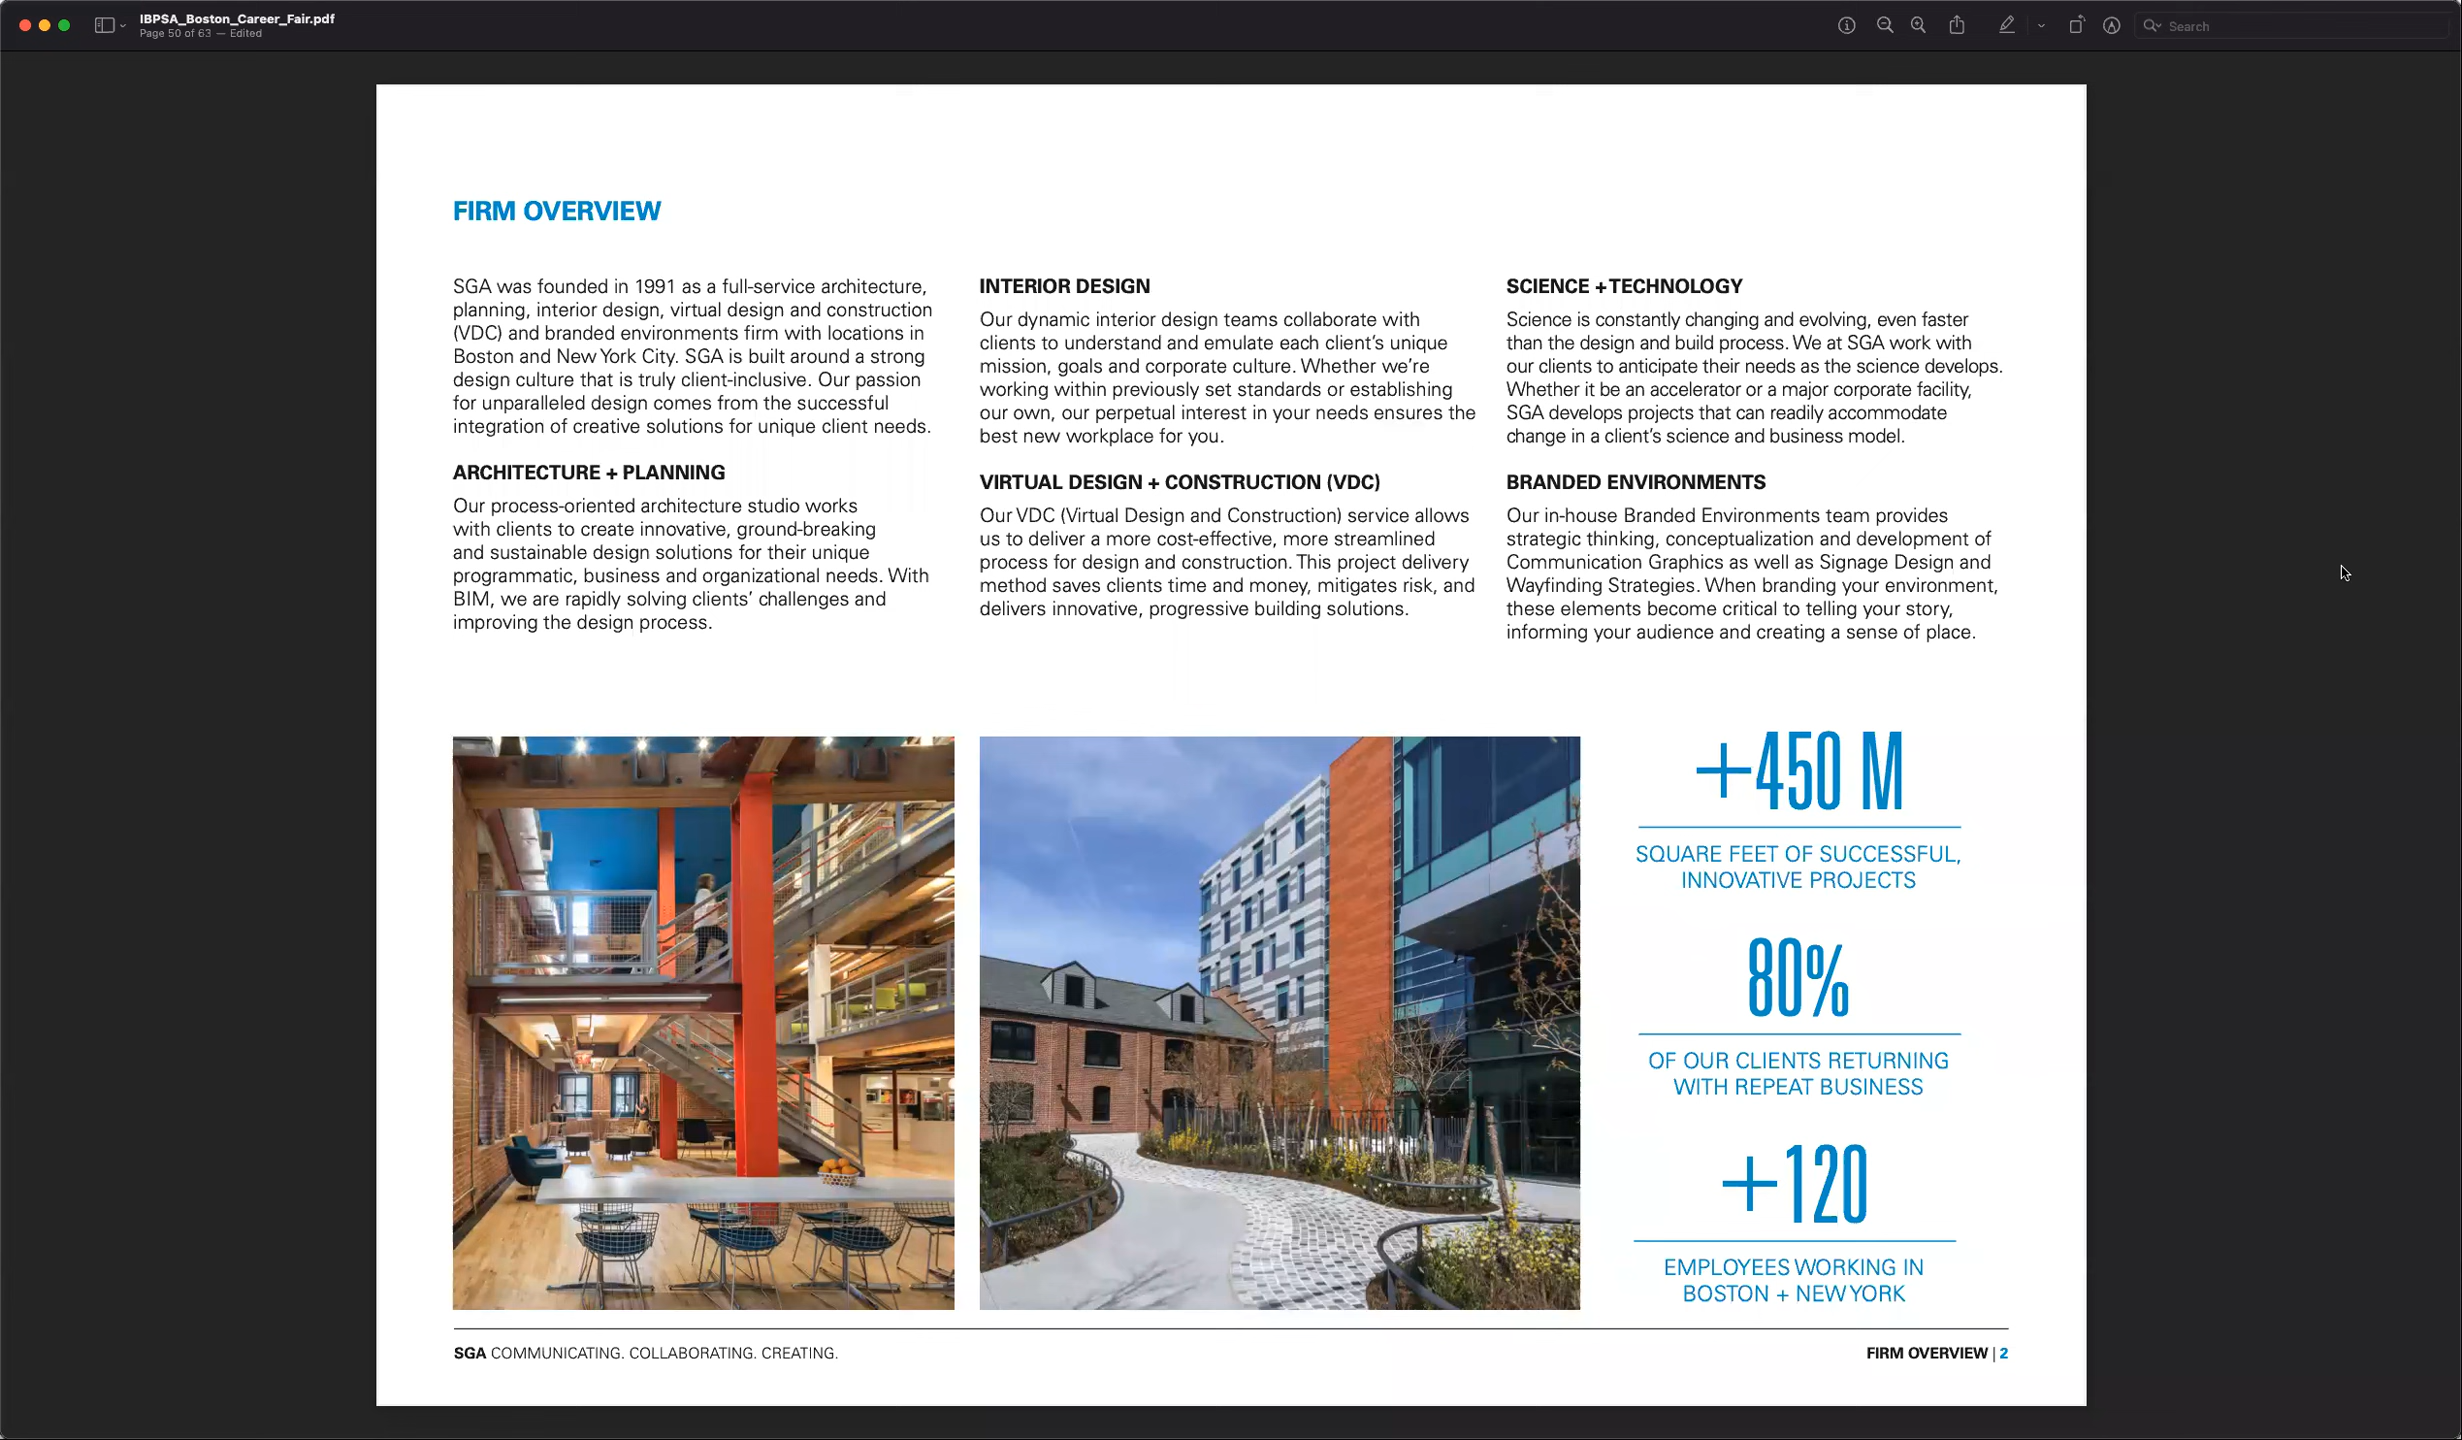 IBPSA_Boston_Career_Fair.pdf
Page 50 of 63 — Edited
Search
FIRM OVERVIEW
SGA was founded in 1991 as a full-service architecture,
planning, interior design, virtual design and construction
(VDC) and branded environments firm with locations in
Boston and New York City. SGA is built around a strong
design culture that is truly client-inclusive. Our passion
for unparalleled design comes from the successful
integration of creative solutions for unique client needs.
ARCHITECTURE + PLANNING
Our process-oriented architecture studio works
with clients to create innovative, ground-breaking
and sustainable design solutions for their unique
programmatic, business and organizational needs. With
BIM, we are rapidly solving clients’ challenges and
improving the design process.
INTERIOR DESIGN
Our dynamic interior design teams collaborate with
clients to understand and emulate each client’s unique
mission, goals and corporate culture. Whether we’re
working within previously set standards or establishing
our own, our perpetual interest in your needs ensures the
best new workplace for you.
VIRTUAL DESIGN + CONSTRUCTION (VDC)
Our VDC (Virtual Design and Construction) service allows
us to deliver a more cost-effective, more streamlined
process for design and construction. This project delivery
method saves clients time and money, mitigates risk, and
delivers innovative, progressive building solutions.
SCIENCE + TECHNOLOGY
Science is constantly changing and evolving, even faster
than the design and build process. We at SGA work with
our clients to anticipate their needs as the science develops.
Whether it be an accelerator or a major corporate facility,
SGA develops projects that can readily accommodate
change in a client’s science and business model.
BRANDED ENVIRONMENTS
Our in-house Branded Environments team provides
strategic thinking, conceptualization and development of
Communication Graphics as well as Signage Design and
Wayfinding Strategies. When branding your environment,
these elements become critical to telling your story,
informing your audience and creating a sense of place.
+450 M
SQUARE FEET OF SUCCESSFUL,
INNOVATIVE PROJECTS
80%
OF OUR CLIENTS RETURNING
WITH REPEAT BUSINESS
+120
EMPLOYEES WORKING IN
BOSTON + NEW YORK
SGA COMMUNICATING. COLLABORATING. CREATING.
FIRM OVERVIEW | 2